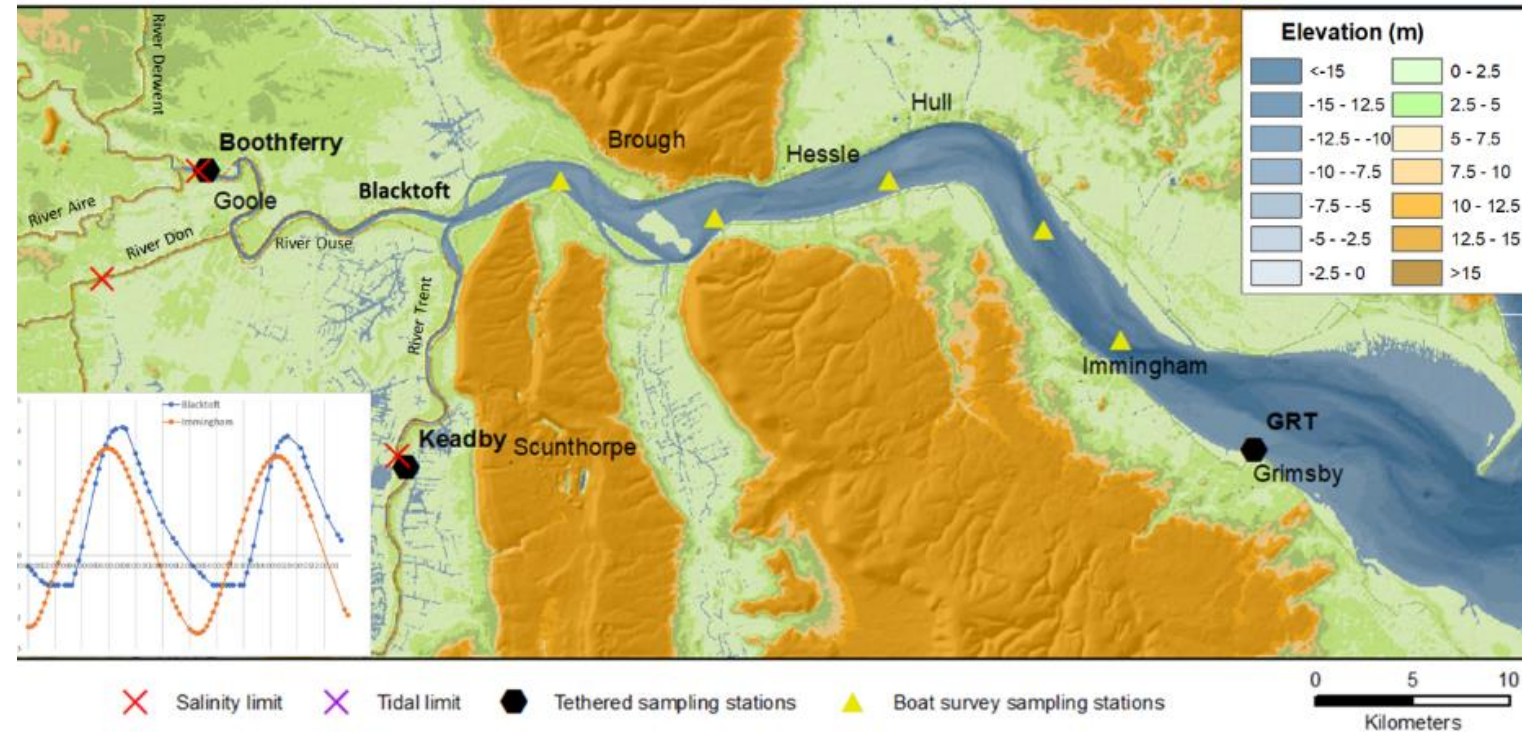 River Derwent
Boothferry
Goole
River Aire
River Don
River Ouse
Blacktoft
River Trent
Keadby
Scunthorpe
Brough
Hessle
Hull
Immingham
GRT
Grimsby
Elevation (m)
<-15
-15 - 12.5
-12.5 - -10
-10 - -7.5
-7.5 - -5
-5 - -2.5
-2.5 - 0
0 - 2.5
2.5 - 5
5 - 7.5
7.5 - 10
10 - 12.5
12.5 - 15
>15
Blacktoft
Immingham
Salinity limit
Tidal limit
Tethered sampling stations
Boat survey sampling stations
0 5 10
Kilometers